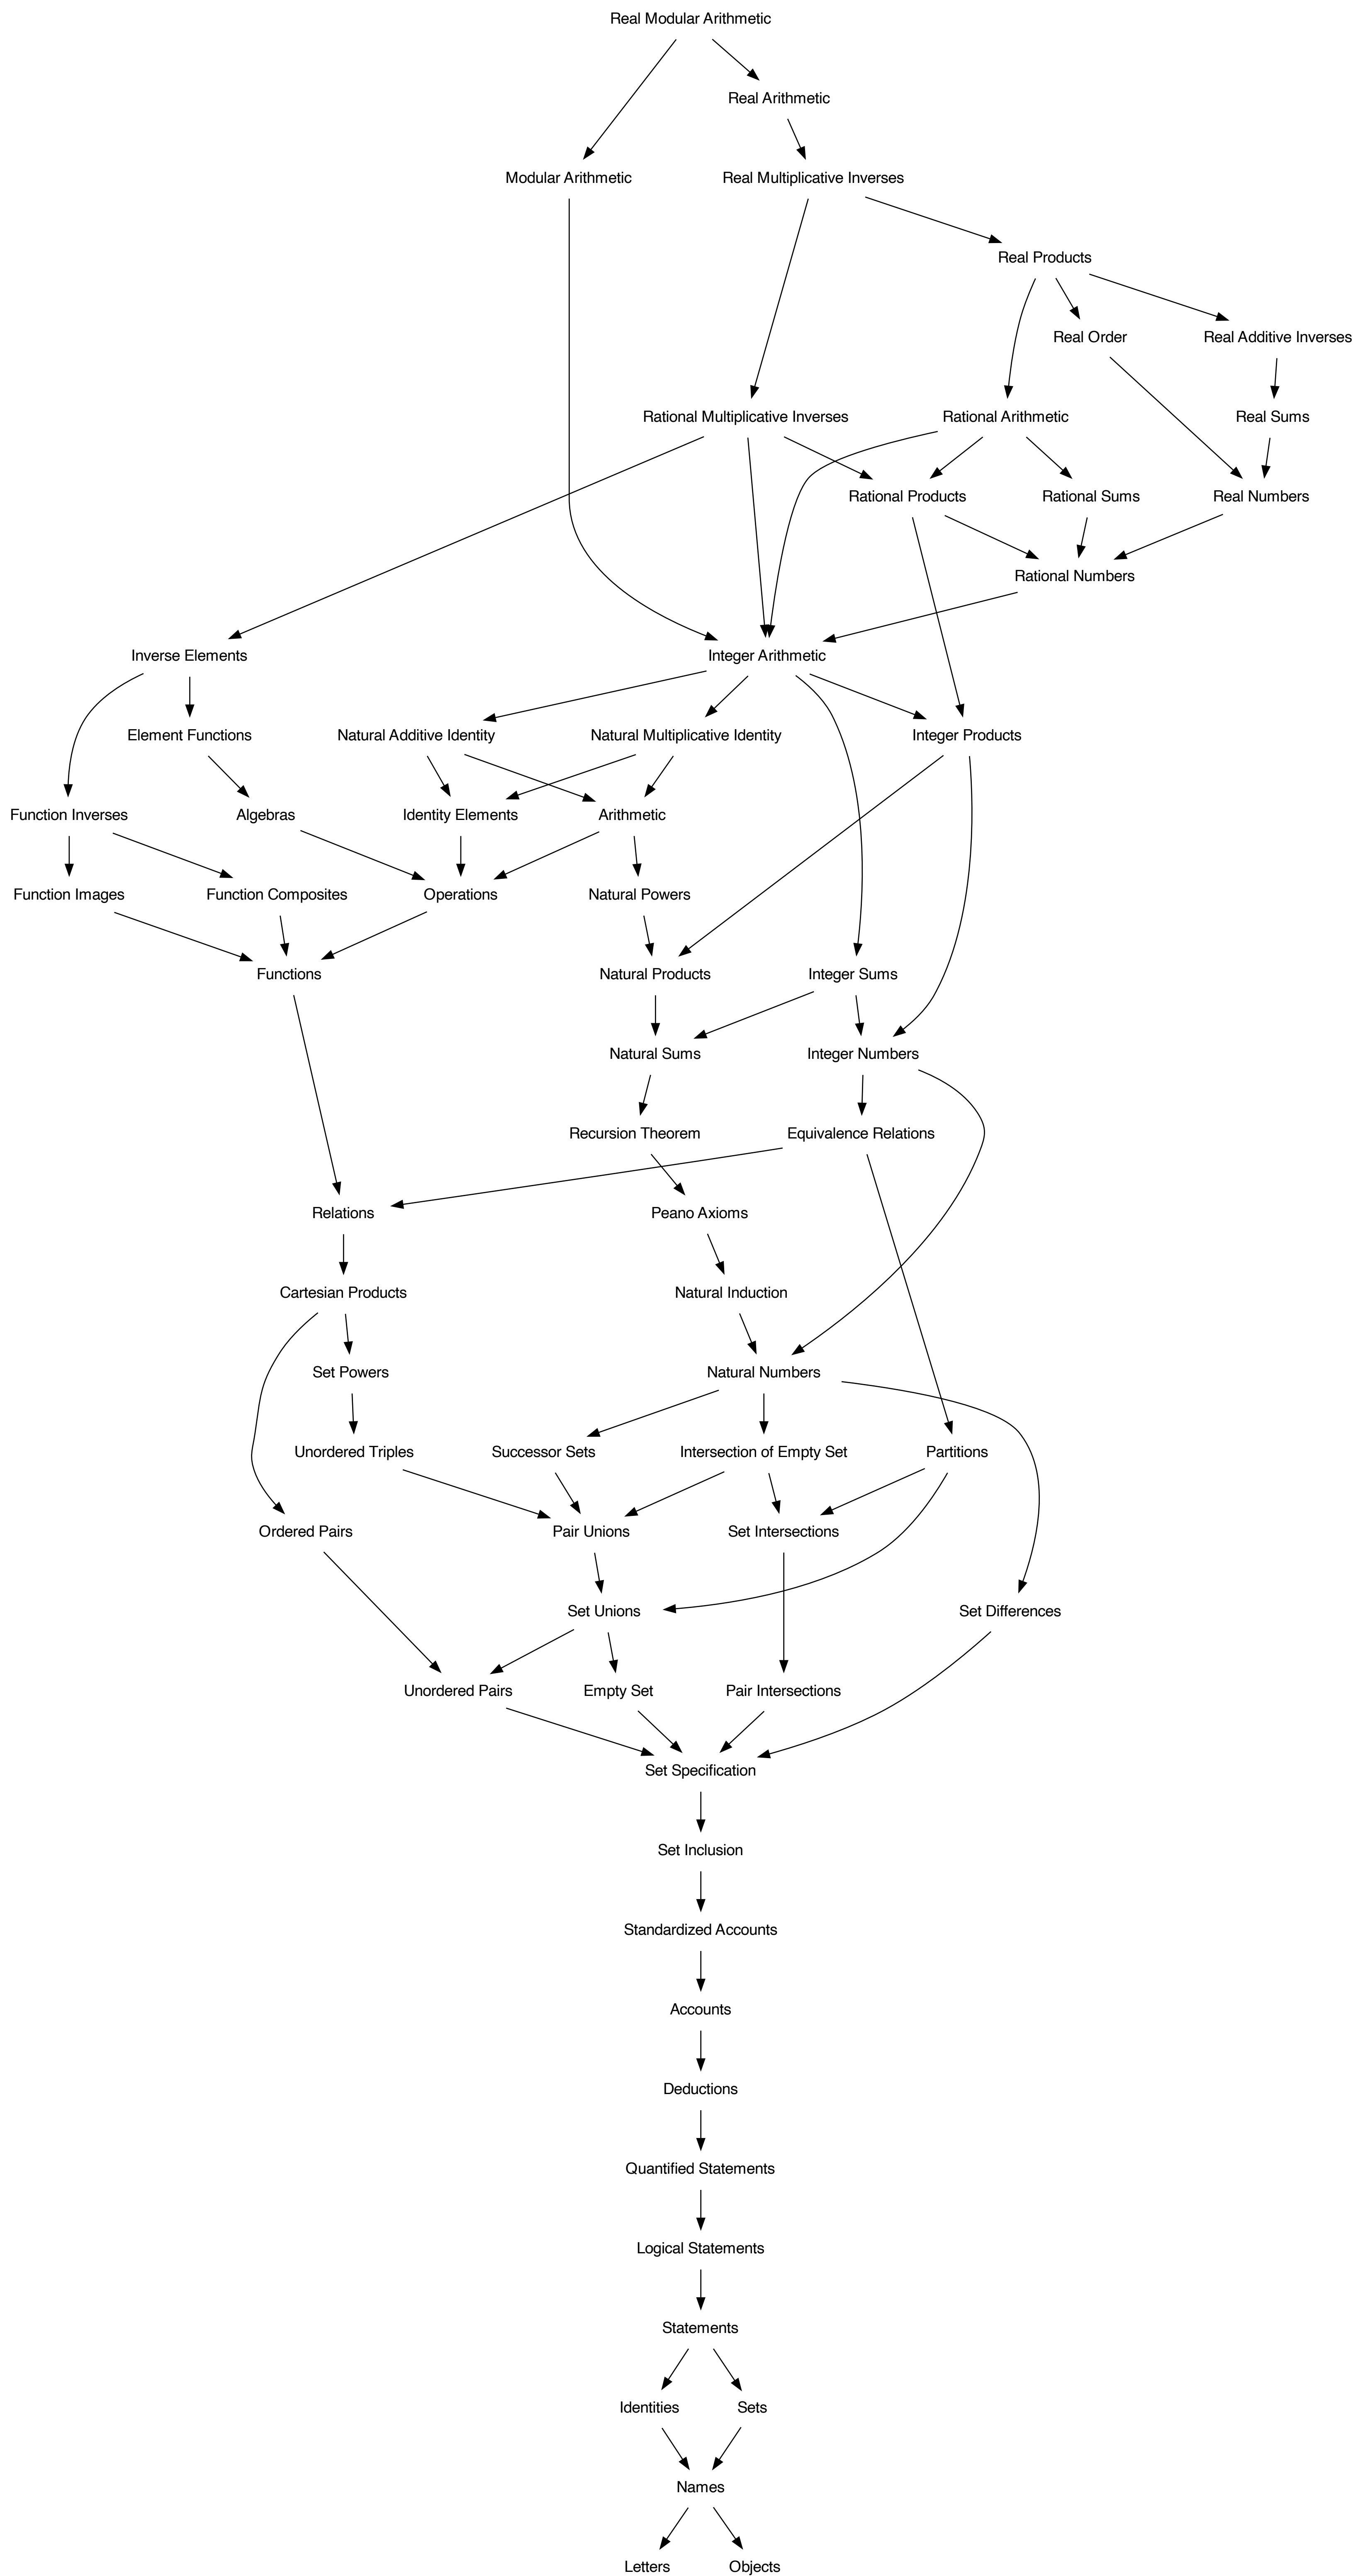 Real Modular Arithmetic
Real Arithmetic
Modular Arithmetic
Real Multiplicative Inverses
Real Products
Real Order
Real Additive Inverses
Rational Multiplicative Inverses
Rational Arithmetic
Real Sums
Rational Products
Rational Sums
Real Numbers
Rational Numbers
Inverse Elements
Integer Arithmetic
Element Functions
Natural Additive Identity
Natural Multiplicative Identity
Integer Products
Function Inverses
Algebras
Identity Elements
Arithmetic
Function Images
Function Composites
Operations
Natural Powers
Functions
Natural Products
Integer Sums
Natural Sums
Integer Numbers
Recursion Theorem
Equivalence Relations
Relations
Peano Axioms
Cartesian Products
Natural Induction
Set Powers
Natural Numbers
Unordered Triples
Successor Sets
Intersection of Empty Set
Partitions
Ordered Pairs
Pair Unions
Set Intersections
Set Unions
Set Differences
Unordered Pairs
Empty Set
Pair Intersections
Set Specification
Set Inclusion
Standardized Accounts
Accounts
Deductions
Quantified Statements
Logical Statements
Statements
Identities
Sets
Names
Letters
Objects